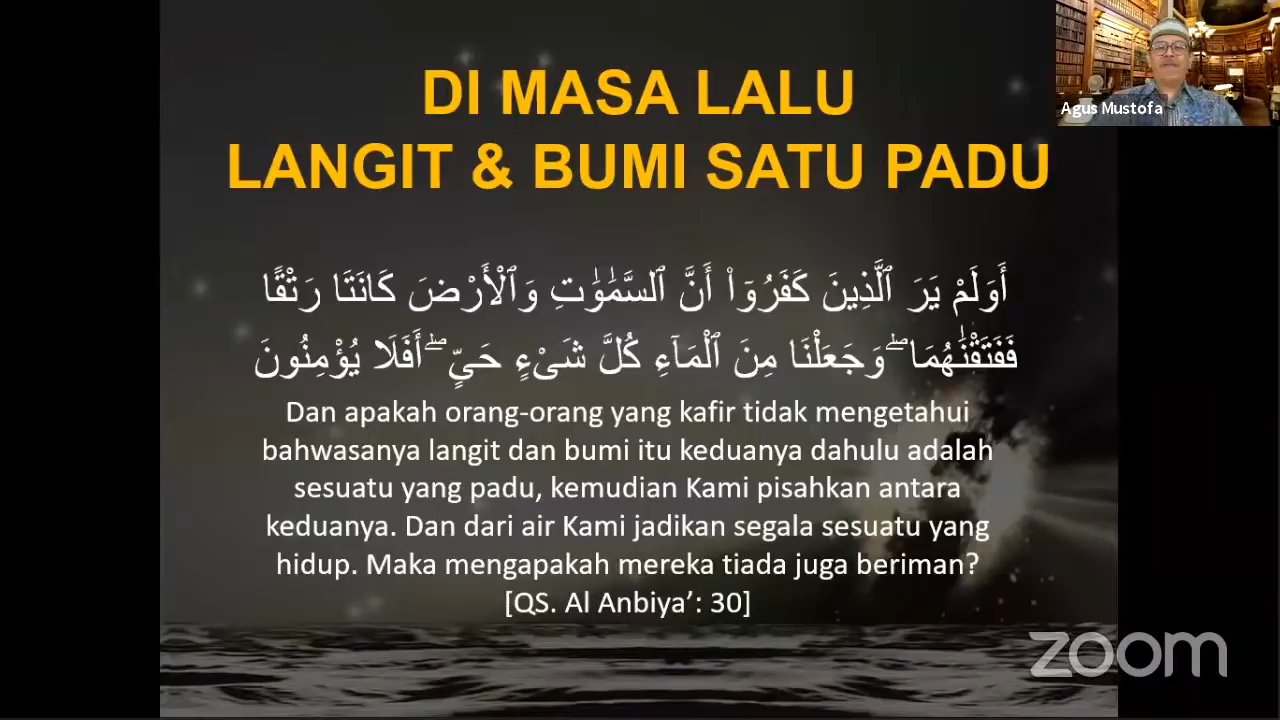 DI MASA LALU
LANGIT & BUMI SATU PADU
Agus Mustofa
أَوَلَمْ يَرَ ٱلَّذِينَ كَفَرُوٓا۟ أَنَّ ٱلسَّمَٰوَٰتِ وَٱلْأَرْضَ كَانَتَا رَتْقًا
فَفَتَقْنَٰهُمَا ۖ وَجَعَلْنَا مِنَ ٱلْمَآءِ كُلَّ شَىْءٍ حَىٍّ ۖ أَفَلَا يُؤْمِنُونَ
Dan apakah orang-orang yang kafir tidak mengetahui
bahwasanya langit dan bumi itu keduanya dahulu adalah
sesuatu yang padu, kemudian Kami pisahkan antara
keduanya. Dan dari air Kami jadikan segala sesuatu yang
hidup. Maka mengapakah mereka tiada juga beriman?
[QS. Al Anbiya’: 30]
zoom